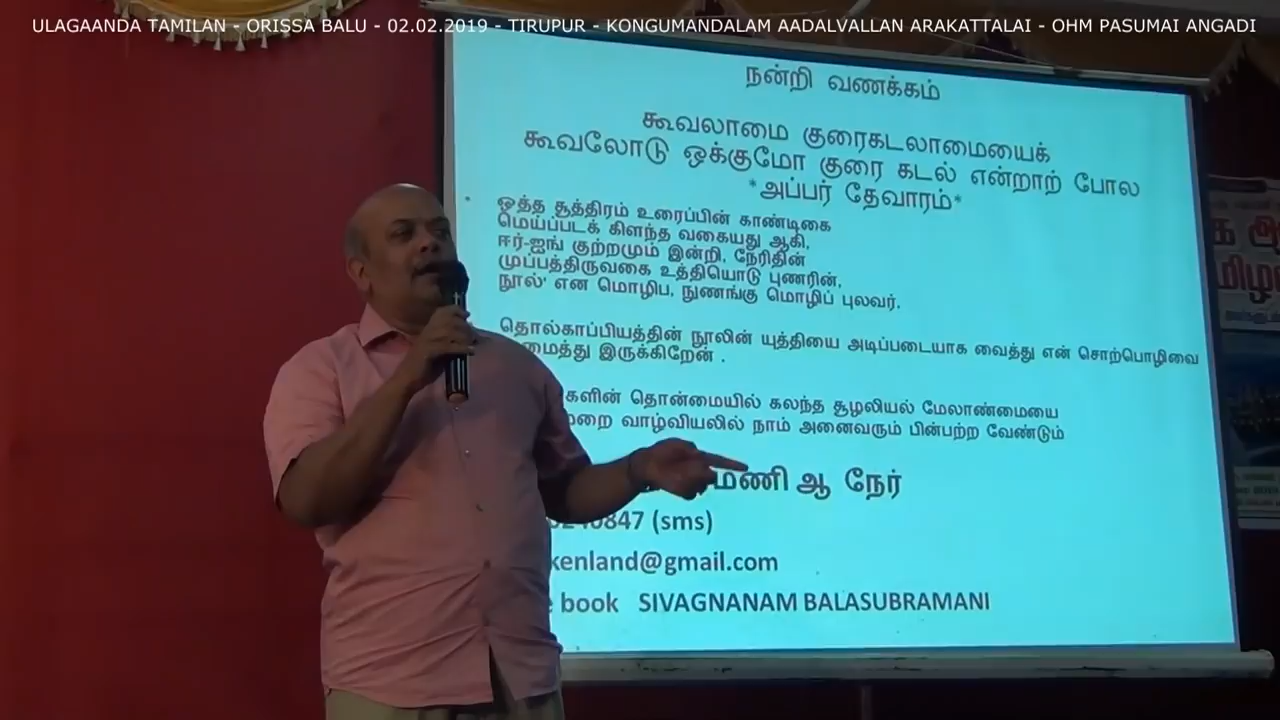 ULAGAANDA TAMILAN - ORISSA BALU - 02.02.2019 - TIRUPUR - KONGUMANDALAM AADALVALLAN ARAKATTALAI - OHM PASUMAI ANGADI
நன்றி வணக்கம்
கூவலாமை குரைகடலாமையைக்
கூவலோடு ஒக்குமோ குரை கடல் என்றாற் போல
*அப்பர் தேவாரம்*
ஒத்த சூத்திரம் உரைப்பின் காண்டிகை
மெய்ப்படக் கிளந்த வகையது ஆகி,
ஈர்-ஐங் குற்றமும் இன்றி, நேரிதின்
முப்பத்திருவகை உத்தியொடு புணரின்,
நூல்' என மொழிப, நுணங்கு மொழிப் புலவர்.
தொல்காப்பியத்தின் நூலின் யுத்தியை அடிப்படையாக வைத்து என் சொற்பொழிவை
மைத்து இருக்கிறேன் .
களின் தொன்மையில் கலந்த சூழலியல் மேலாண்மையை
வாழ்வியலில் நாம் அனைவரும் பின்பற்ற வேண்டும்
மணி ஆ நேர்
0847 (sms)
kenland@gmail.com
book SIVAGNANAM BALASUBRAMANI